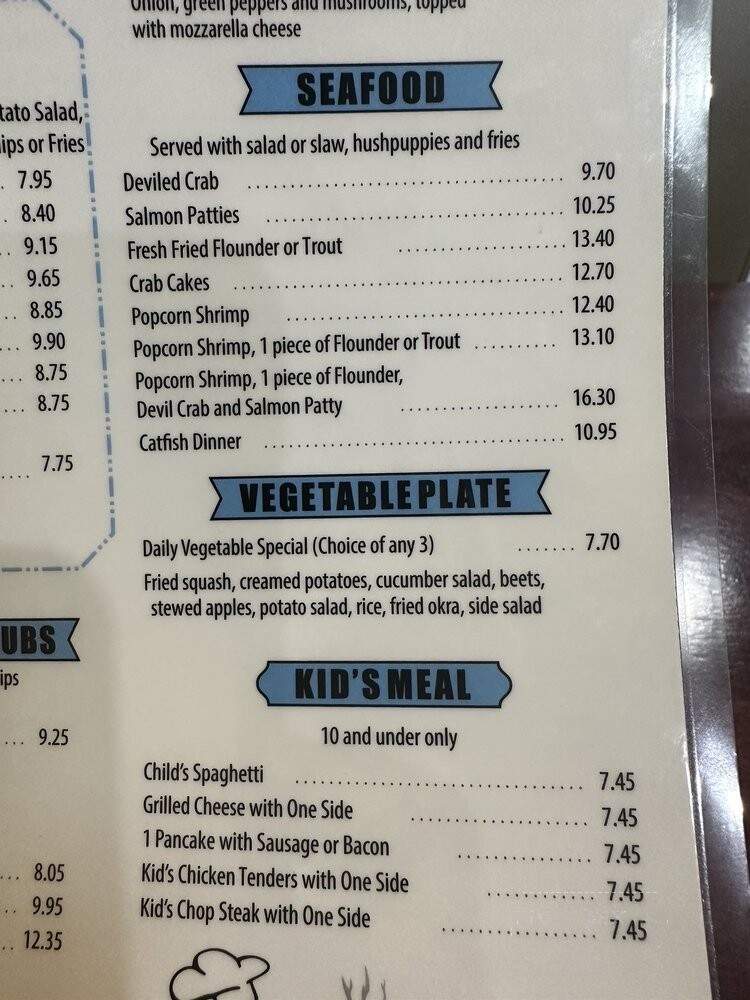 Onion, green peppers and mushrooms, topped
with mozzarella cheese
SEAFOOD
Served with salad or slaw, hushpuppies and fries
Deviled Crab .......... 9.70
Salmon Patties .......... 10.25
Fresh Fried Flounder or Trout .......... 13.40
Crab Cakes .......... 12.70
Popcorn Shrimp .......... 12.40
Popcorn Shrimp, 1 piece of Flounder or Trout .......... 13.10
Popcorn Shrimp, 1 piece of Flounder,
Devil Crab and Salmon Patty .......... 16.30
Catfish Dinner .......... 10.95
VEGETABLE PLATE
Daily Vegetable Special (Choice of any 3) ....... 7.70
Fried squash, creamed potatoes, cucumber salad, beets,
stewed apples, potato salad, rice, fried okra, side salad
KID'S MEAL
10 and under only
Child's Spaghetti .......... 7.45
Grilled Cheese with One Side .......... 7.45
1 Pancake with Sausage or Bacon .......... 7.45
Kid's Chicken Tenders with One Side .......... 7.45
Kid's Chop Steak with One Side .......... 7.45
tato Salad,
ips or Fries
. 7.95
. 8.40
.. 9.15
.. 9.65
.. 8.85
... 9.90
... 8.75
... 8.75
.... 7.75
UBS
ips
... 9.25
... 8.05
.. 9.95
.. 12.35